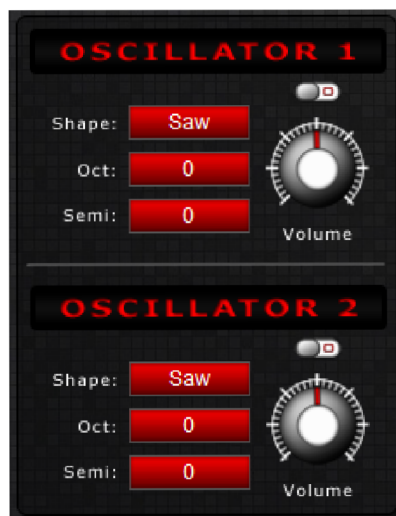 OSCILLATOR 1
Shape: Saw
Oct: 0
Semi: 0
Volume
OSCILLATOR 2
Shape: Saw
Oct: 0
Semi: 0
Volume